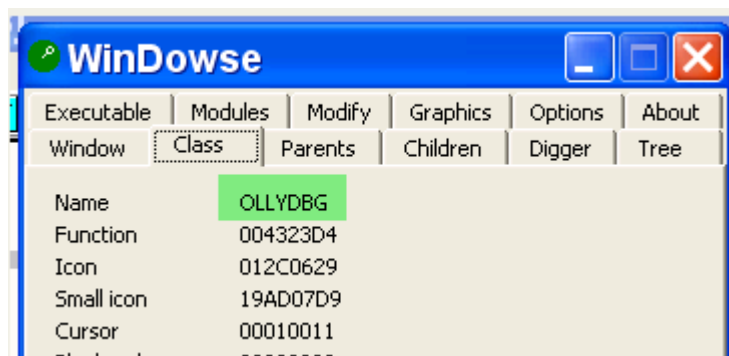 WinDowse
Executable Modules Modify Graphics Options About
Window Class Parents Children Digger Tree
Name OLLYDBG
Function 004323D4
Icon 012C0629
Small icon 19AD07D9
Cursor 00010011